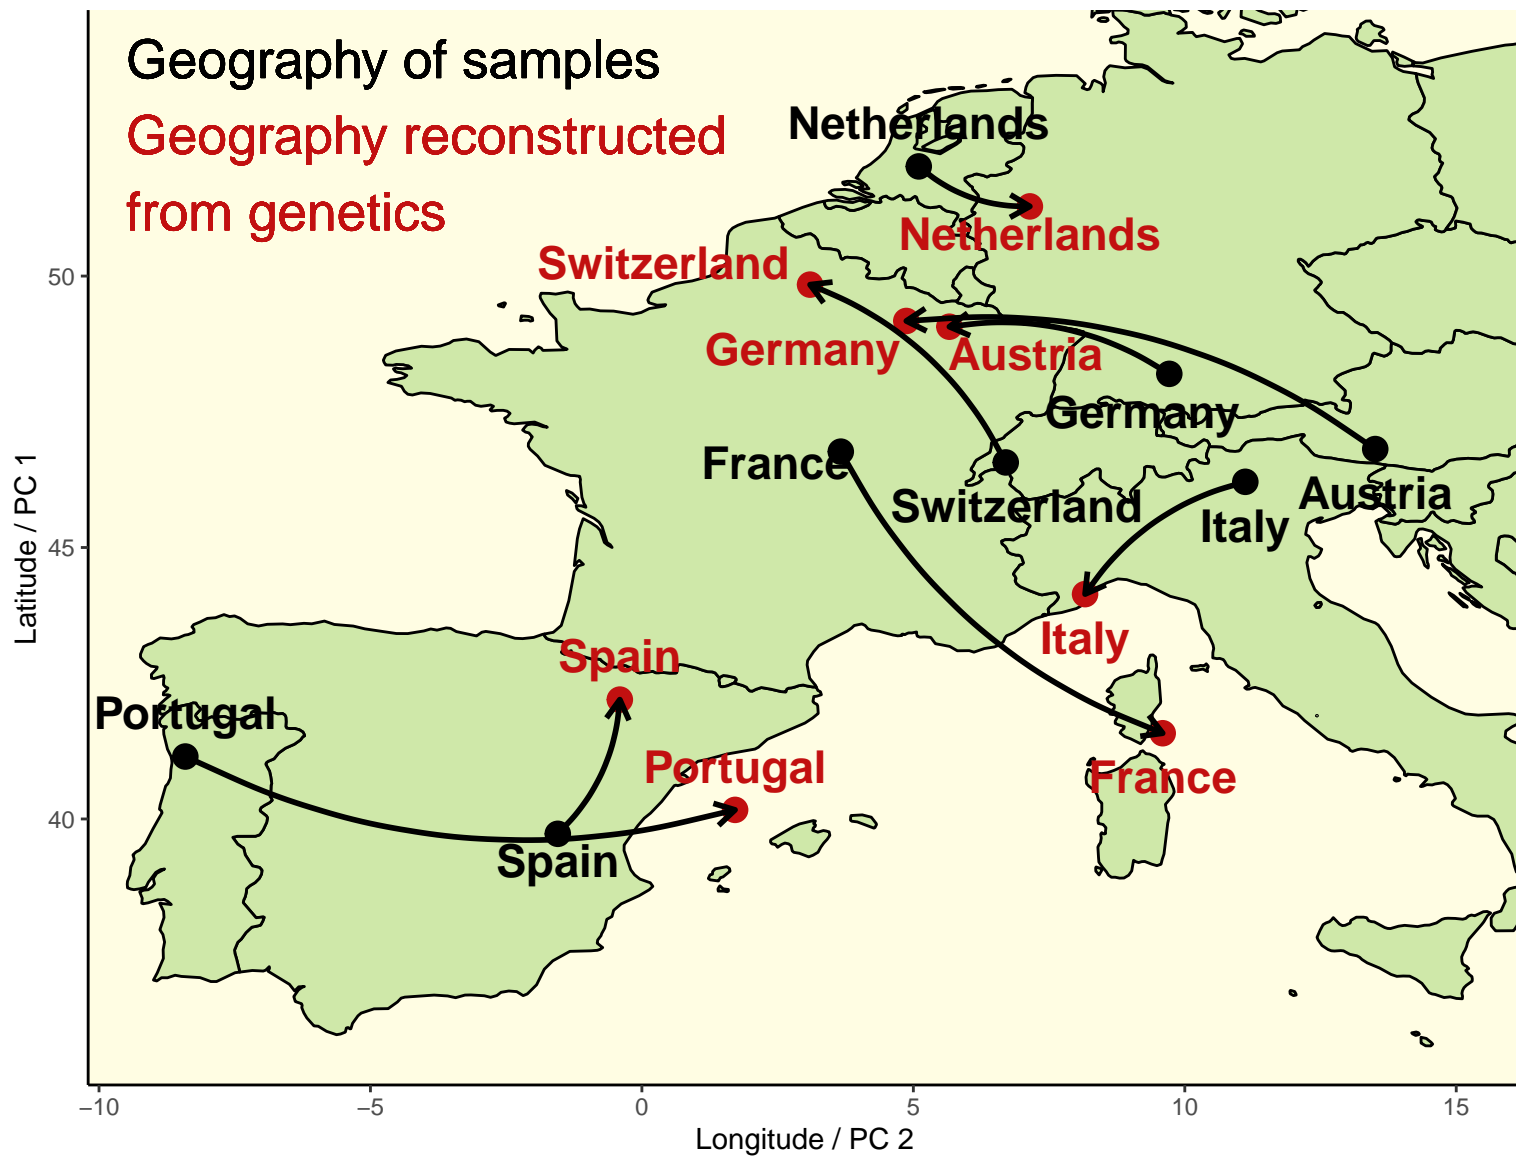 Geography of samples
Geography reconstructed
from genetics
Netherlands
Netherlands
Switzerland
Germany
Austria
Germany
France
Switzerland
Austria
Italy
Italy
Spain
Portugal
Portugal
France
Spain
50
45
40
Latitude / PC 1
−10
−5
0
5
10
15
Longitude / PC 2